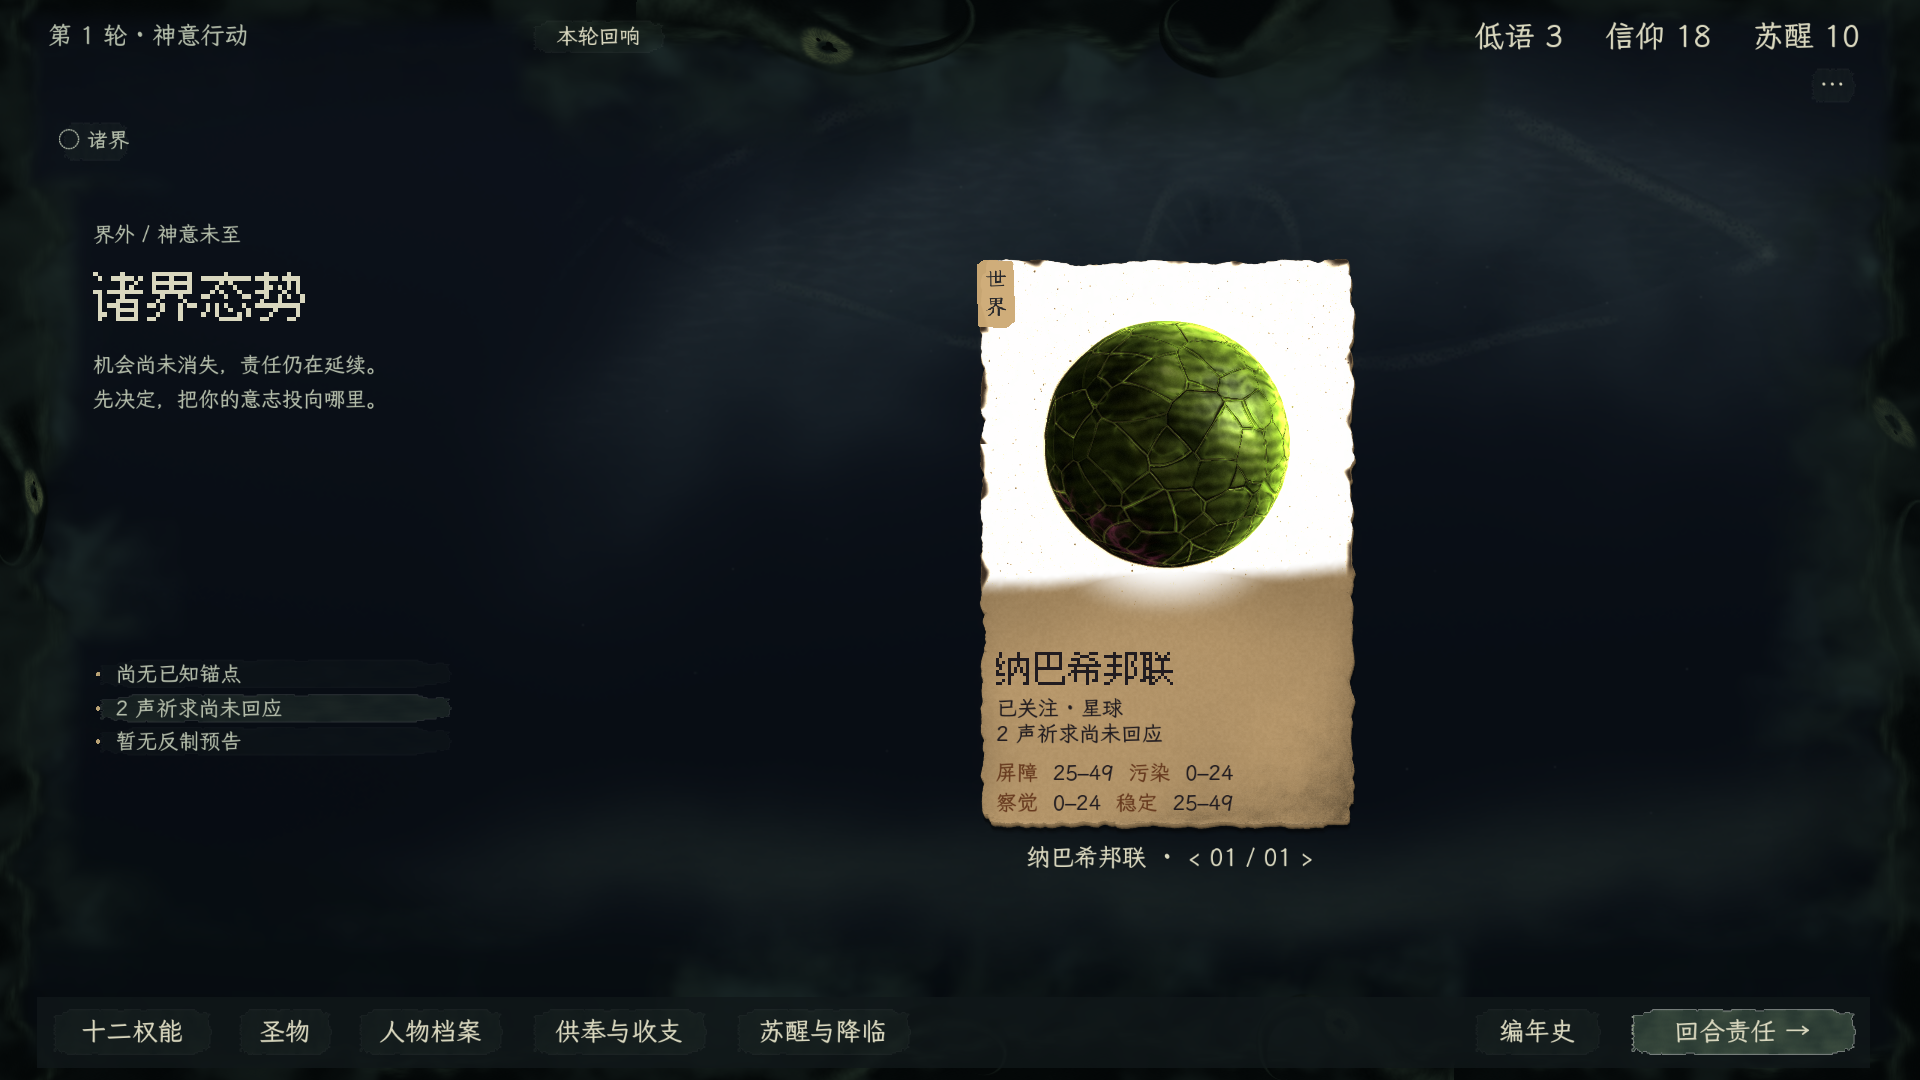 第 1 轮・神意行动
本轮回响
低语 3 信仰 18 苏醒 10
···
诸界
界外 / 神意未至
诸界态势
机会尚未消失，责任仍在延续。
先决定，把你的意志投向哪里。
• 尚无已知锚点
• 2 声祈求尚未回应
• 暂无反制预告
世界
纳巴希邦联
已关注・星球
2 声祈求尚未回应
屏障 25–49 污染 0–24
察觉 0–24 稳定 25–49
纳巴希邦联 ・ < 01 / 01 >
十二权能 圣物 人物档案 供奉与收支 苏醒与降临 编年史 回合责任 →